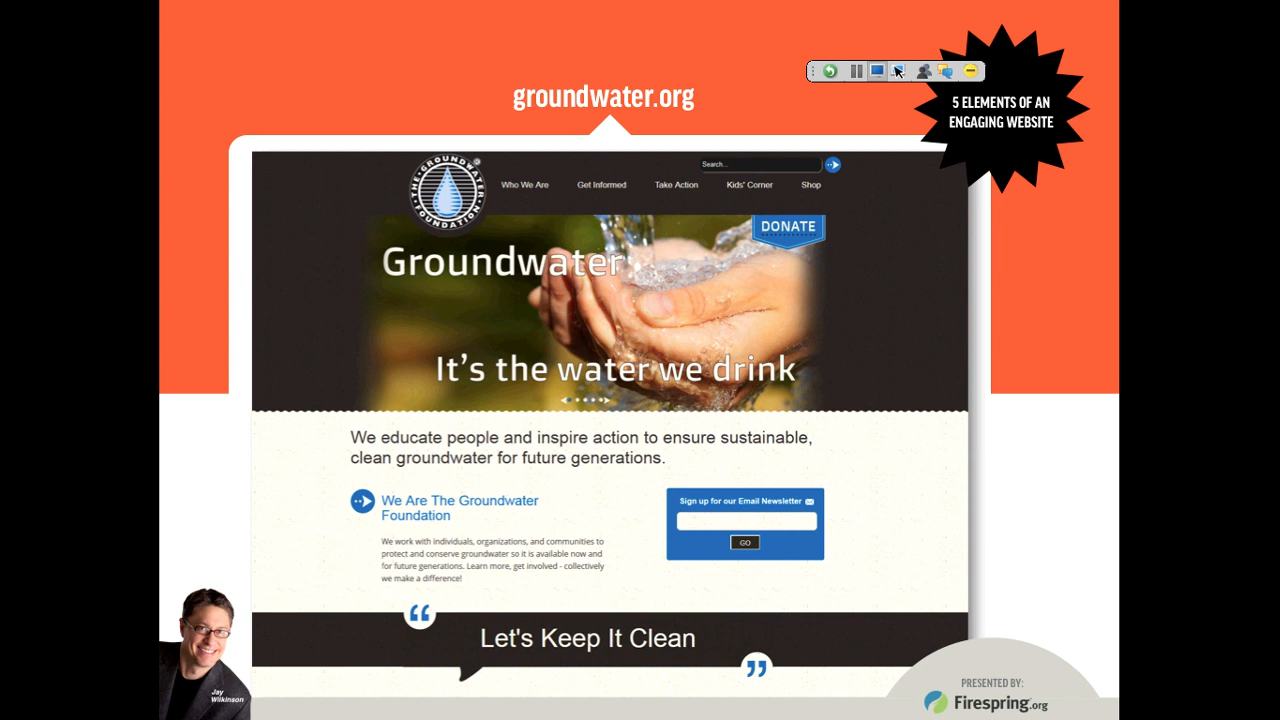 groundwater.org
5 ELEMENTS OF AN
ENGAGING WEBSITE
THE GROUNDWATER FOUNDATION
Search...
Who We Are
Get Informed
Take Action
Kids' Corner
Shop
DONATE
Groundwater:
It's the water we drink
We educate people and inspire action to ensure sustainable,
clean groundwater for future generations.
We Are The Groundwater
Foundation
We work with individuals, organizations, and communities to
protect and conserve groundwater so it is available now and
for future generations. Learn more, get involved - collectively
we make a difference!
Sign up for our Email Newsletter
GO
“
Let's Keep It Clean
”
Jay
Wilkinson
PRESENTED BY:
Firespring.org